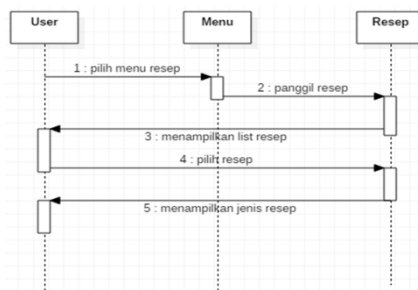 User
Menu
Resep
1 : pilih menu resep
2 : panggil resep
3 : menampilkan list resep
4 : pilih resep
5 : menampilkan jenis resep